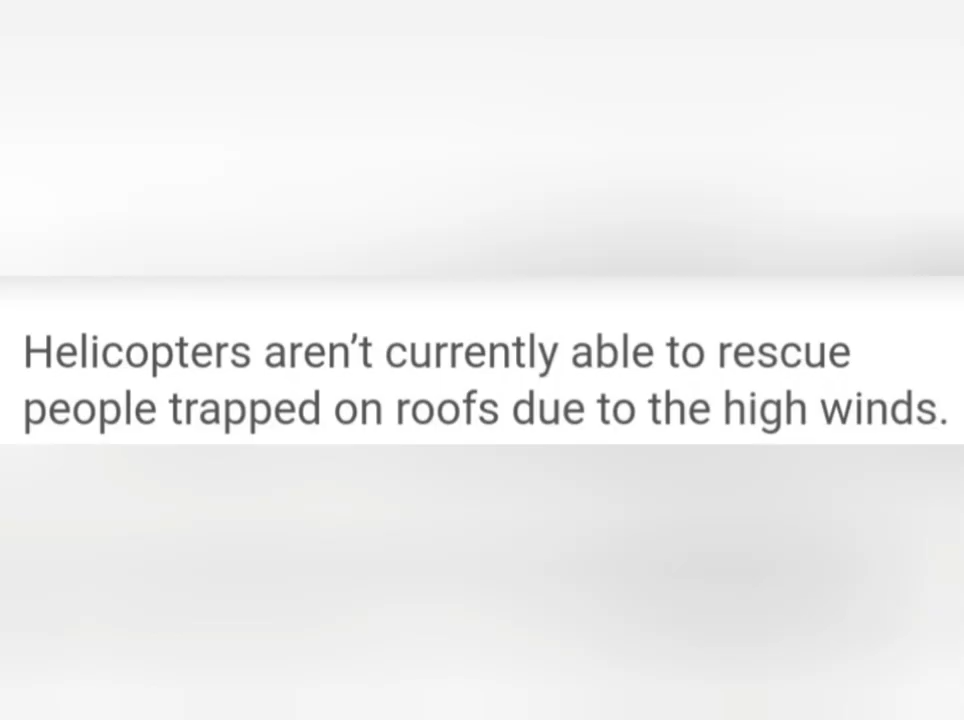 Helicopters aren’t currently able to rescue
people trapped on roofs due to the high winds.